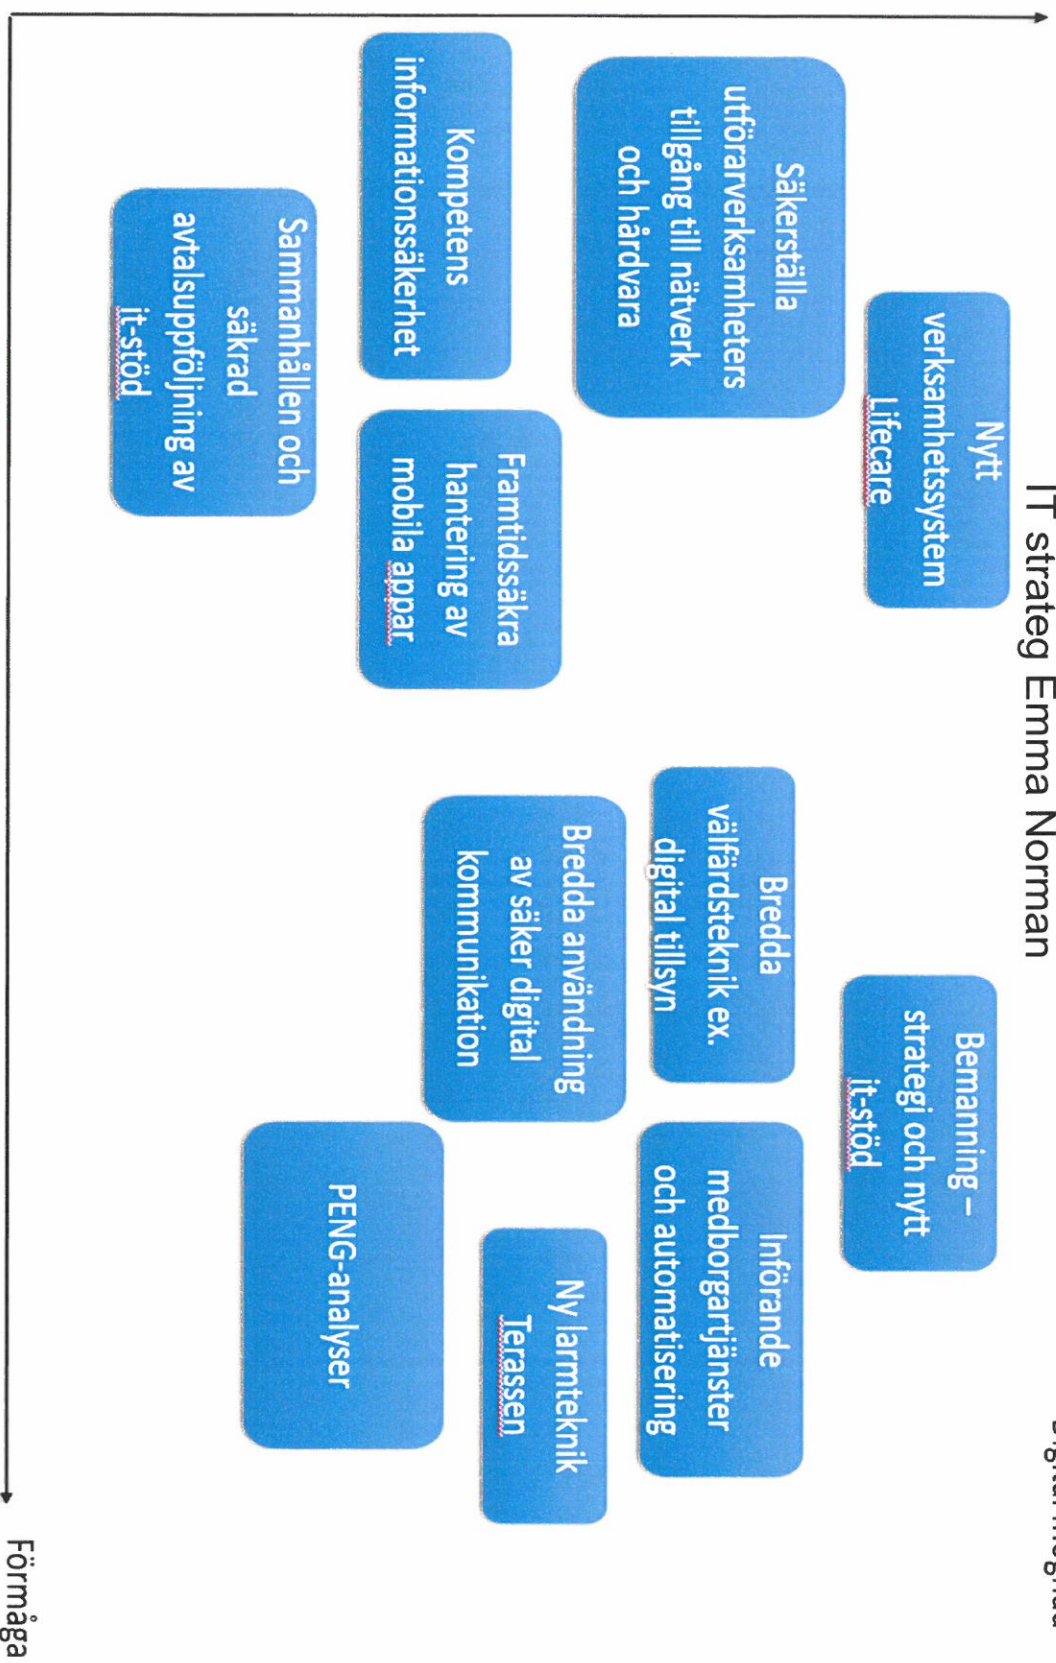 IT strateg Emma Norman
Nytt
verksamhetssystem
Lifecare
Bemanning –
strategi och nytt
it-stöd
Säkerställa
utförarverksamheters
tillgång till nätverk
och hårdvara
Bredda
välfärdsteknik ex.
digital tillsyn
Införande
medborgartjänster
och automatisering
Kompetens
informationssäkerhet
Framtidssäkra
hantering av
mobila appar
Bredda användning
av säker digital
kommunikation
Ny larmteknik
Terassen
Sammanhållen och
säkrad
avtalsuppföljning av
it-stöd
PENG-analyser
Förmåga